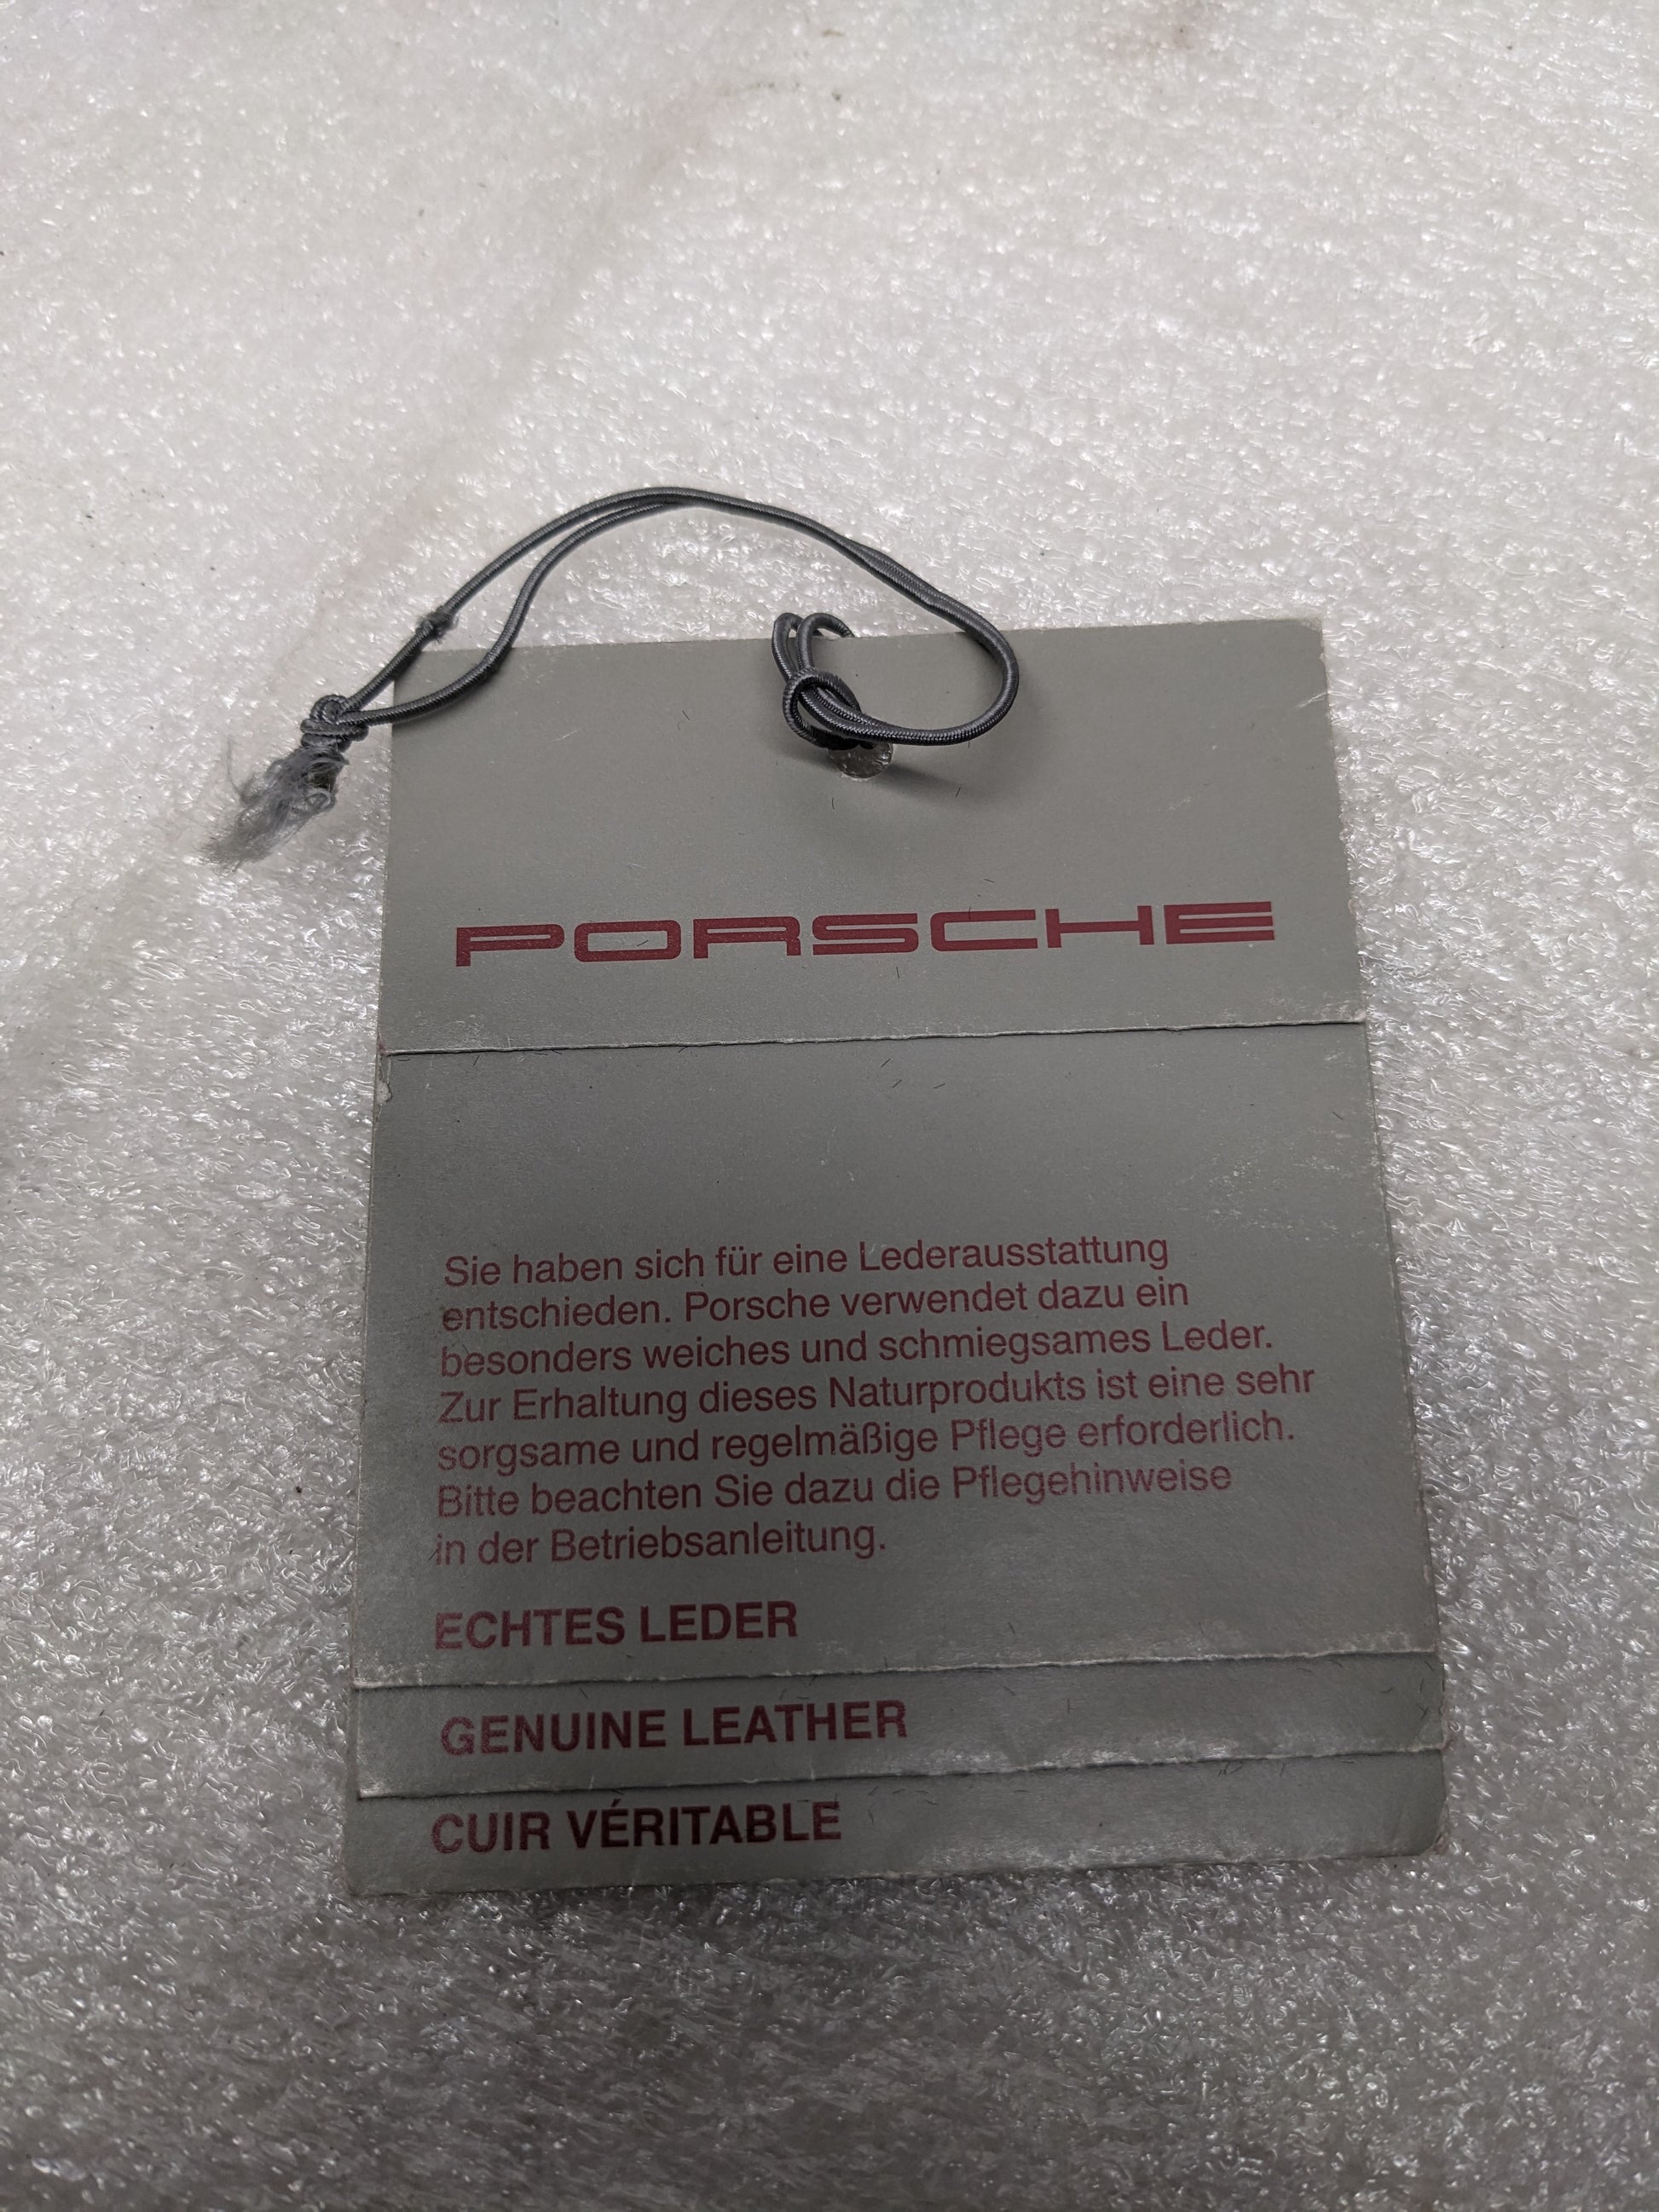 PORSCHE
Sie haben sich für eine Lederausstattung
entschieden. Porsche verwendet dazu ein
besonders weiches und schmiegsames Leder.
Zur Erhaltung dieses Naturprodukts ist eine sehr
sorgsame und regelmäßige Pflege erforderlich.
Bitte beachten Sie dazu die Pflegehinweise
in der Betriebsanleitung.
ECHTES LEDER
GENUINE LEATHER
CUIR VÉRITABLE